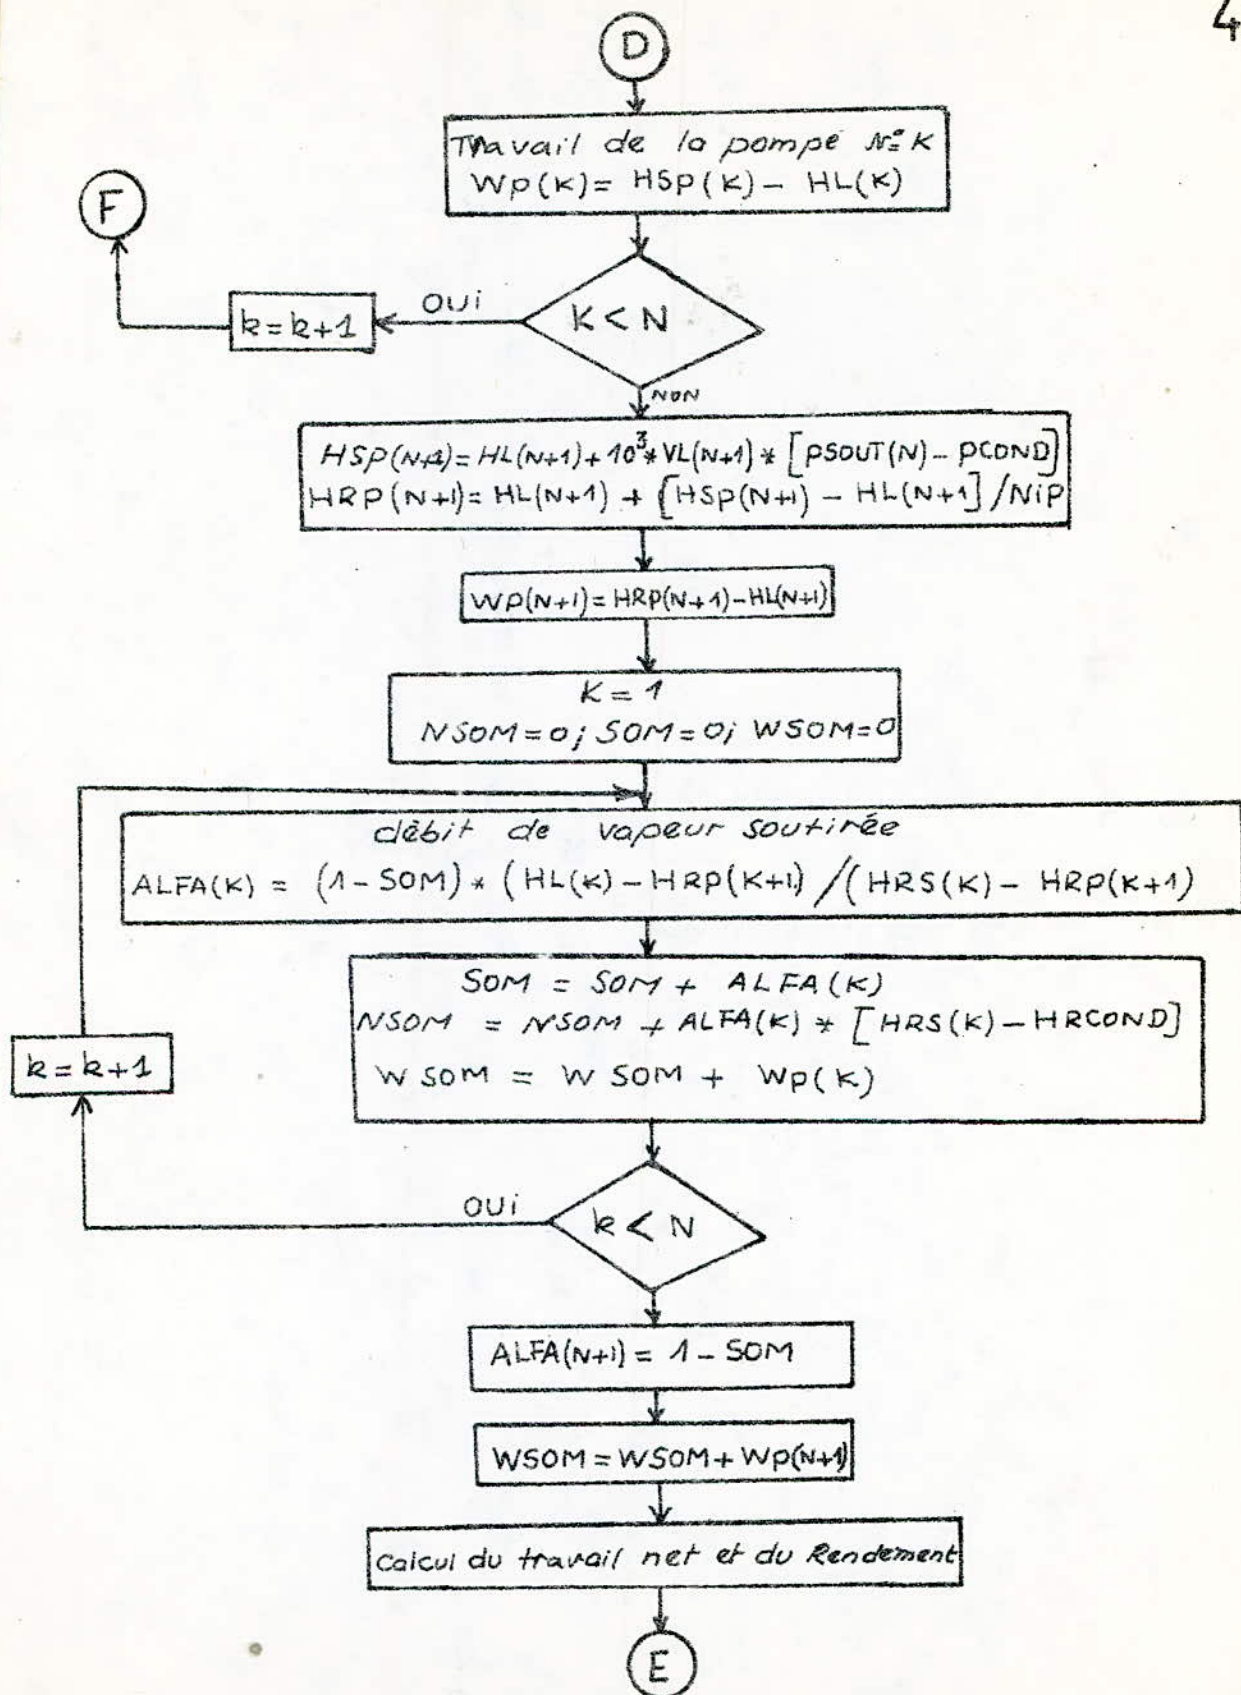 4
D
Travail de la pompe N° K
Wp(K) = HSp(K) - HL(K)
F
k = k+1
OUi
K < N
NON
HSP(N+1) = HL(N+1) + 10³ * VL(N+1) * [PSOUT(N) - PCOND]
HRP(N+1) = HL(N+1) + [HSP(N+1) - HL(N+1] / NiP
Wp(N+1) = HRp(N+1) - HL(N+1)
K = 1
NSOM=0; SOM=0; WSOM=0
débit de vapeur soutirée
ALFA(K) = (1 - SOM) * (HL(K) - HRP(K+1) / (HRS(K) - HRP(K+1)
SOM = SOM + ALFA(K)
NSOM = NSOM + ALFA(K) * [HRS(K) - HRCOND]
W SOM = W SOM + Wp(K)
k = k+1
OUi
k < N
ALFA(N+1) = 1 - SOM
WSOM = WSOM + Wp(N+1)
Calcul du travail net et du Rendement
E